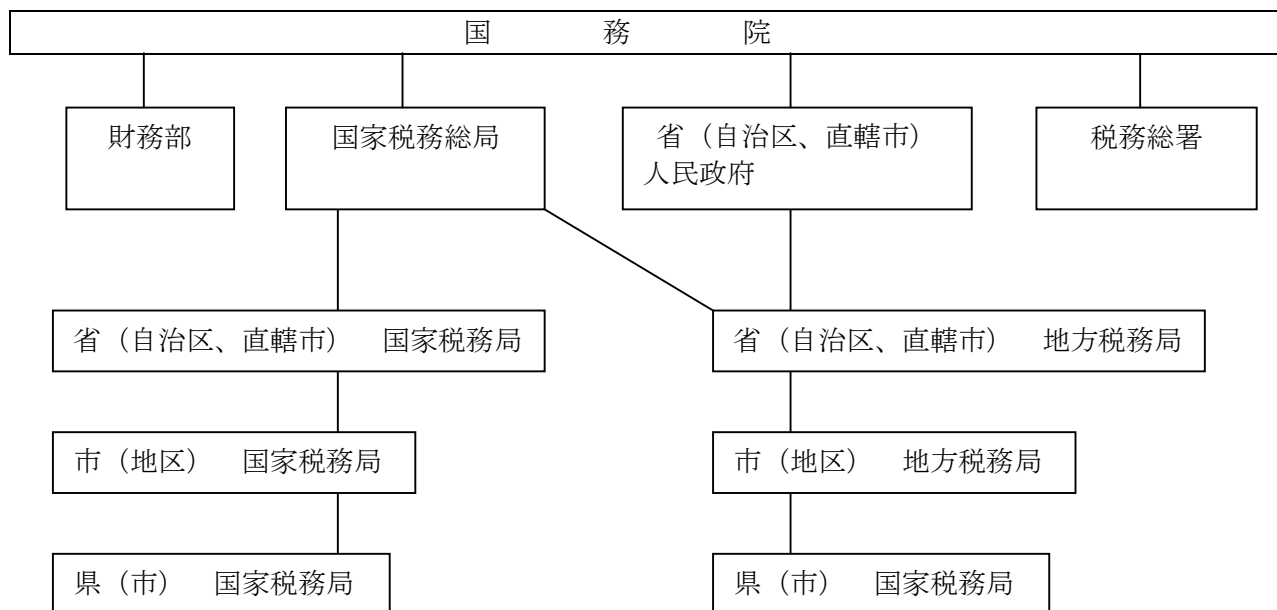 国　務　院
財務部
国家税務総局
省（自治区、直轄市）
人民政府
税務総署
省（自治区、直轄市）　国家税務局
省（自治区、直轄市）　地方税務局
市（地区）　国家税務局
市（地区）　地方税務局
県（市）　国家税務局
県（市）　国家税務局